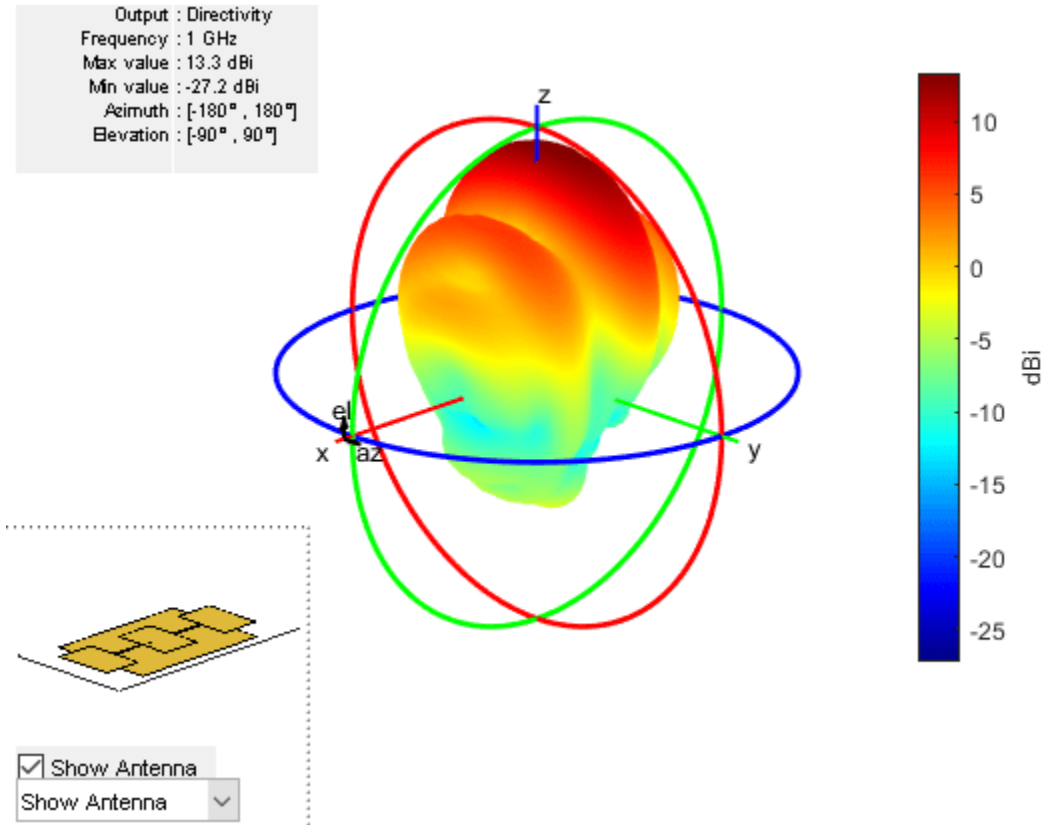 Output : Directivity
Frequency : 1 GHz
Max value : 13.3 dBi
Min value : -27.2 dBi
Azimuth : [-180° , 180°]
Elevation : [-90° , 90°]
z
el
x
az
y
10
5
0
-5
-10
-15
-20
-25
dBi
Show Antenna
Show Antenna